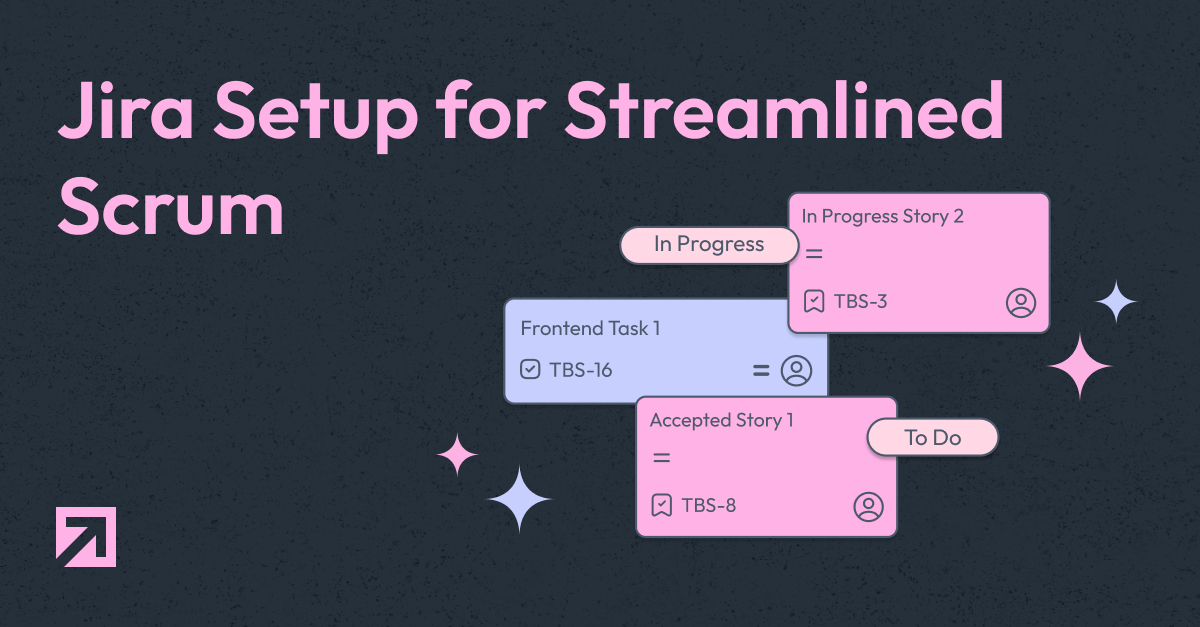 Jira Setup for Streamlined
Scrum
In Progress Story 2
In Progress
TBS-3
Frontend Task 1
TBS-16
Accepted Story 1
To Do
TBS-8